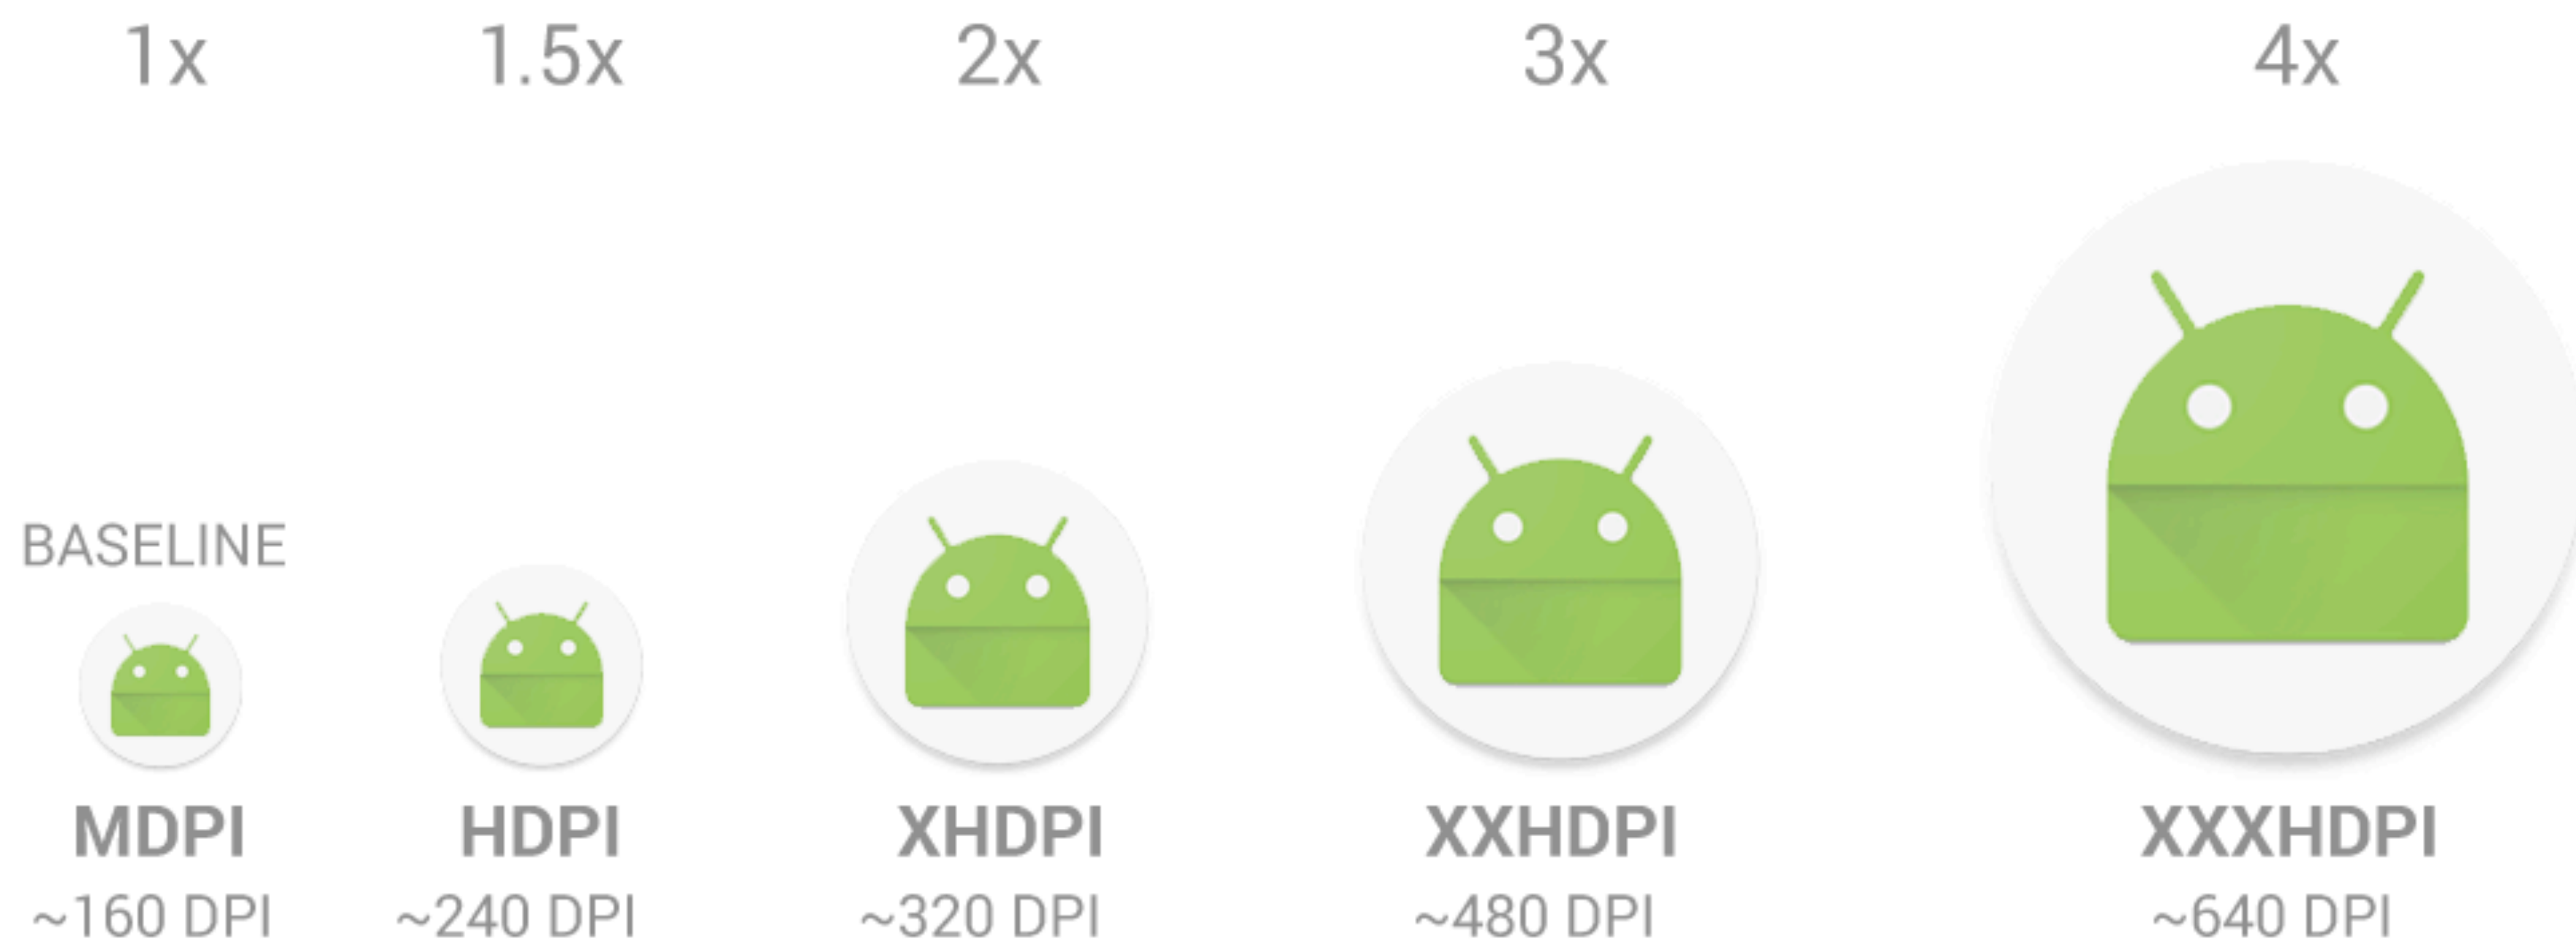 1x 1.5x 2x 3x 4x
BASELINE
MDPI HDPI XHDPI XXHDPI XXXHDPI
~160 DPI ~240 DPI ~320 DPI ~480 DPI ~640 DPI